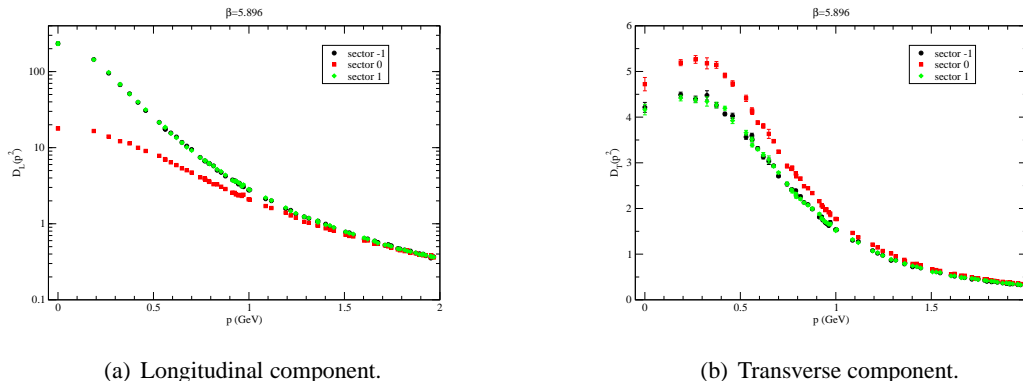 β=5.896
100
10
1
0.1
D_L(p²)
0 0.5 1 1.5 2
p (GeV)
sector -1
sector 0
sector 1
(a) Longitudinal component.
β=5.896
6
5
4
3
2
1
0
D_T(p²)
0 0.5 1 1.5
p (GeV)
sector -1
sector 0
sector 1
(b) Transverse component.